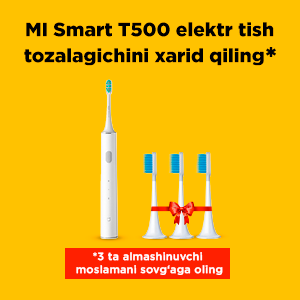 MI Smart T500 elektr tish
tozalagichini xarid qiling*
*3 ta almashinuvchi
moslamani sovg'aga oling